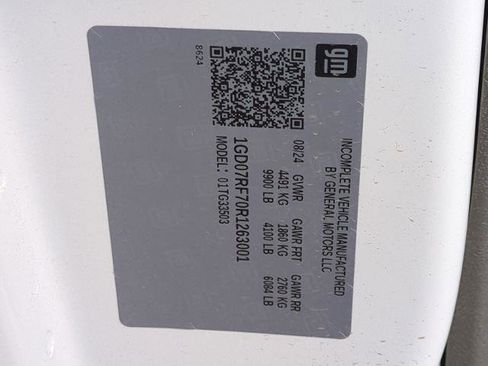 gm
INCOMPLETE VEHICLE MANUFACTURED
BY GENERAL MOTORS LLC
08/24 GVWR GAWR FRT GAWR RR
4491 KG 1860 KG 2760 KG
9900 LB 4100 LB 6084 LB
8624
1GD07RF70R1263001
MODEL: 01TG33503